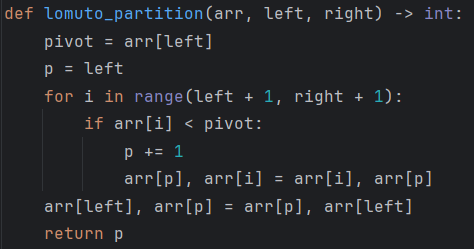 def lomuto_partition(arr, left, right) -> int:
    pivot = arr[left]
    p = left
    for i in range(left + 1, right + 1):
        if arr[i] < pivot:
            p += 1
            arr[p], arr[i] = arr[i], arr[p]
    arr[left], arr[p] = arr[p], arr[left]
    return p